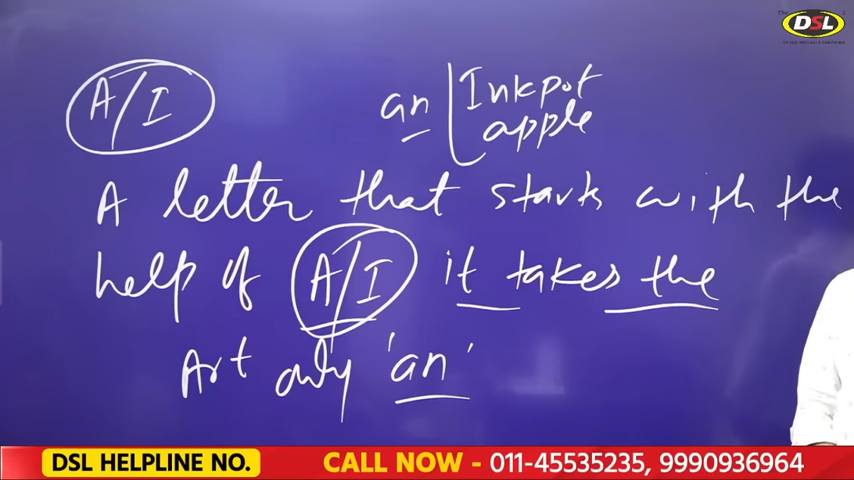 DSL
A/I
an | Inkpot
apple
A letter that starts with the
help of A/I it takes the
Art only 'an'
DSL HELPLINE NO. CALL NOW - 011-45535235, 9990936964